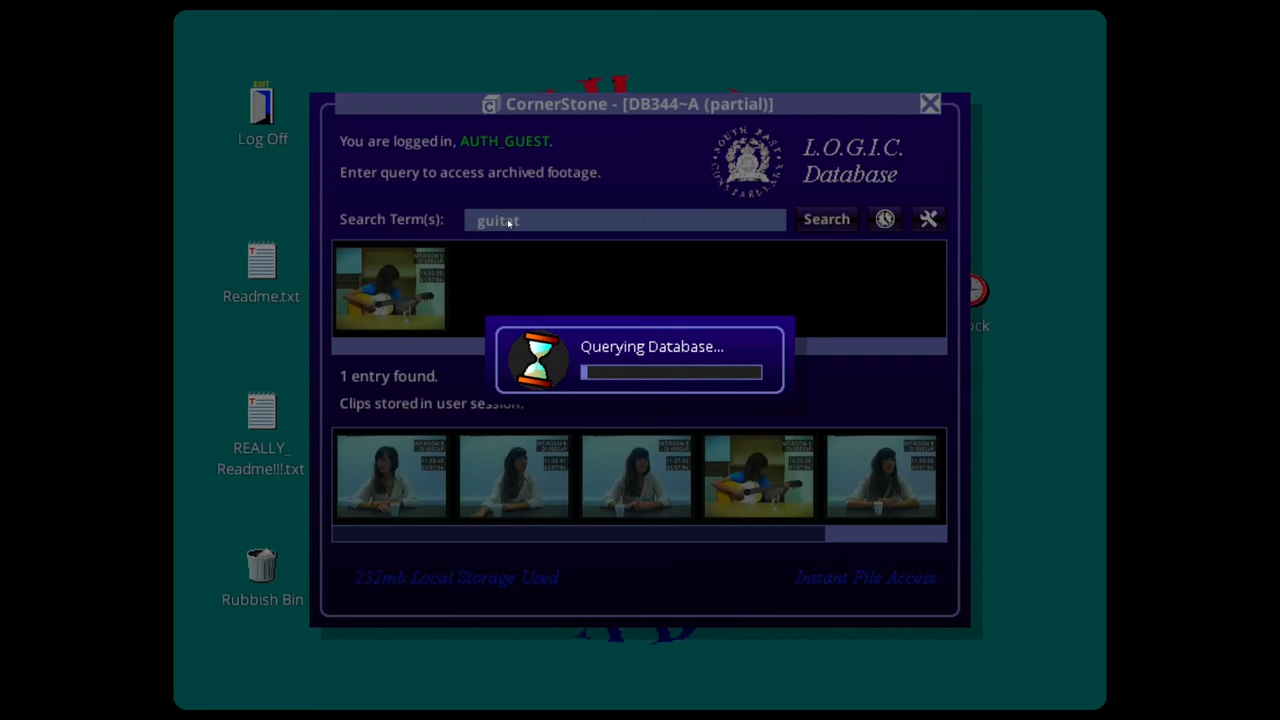 EXIT
Log Off
Readme.txt
REALLY_
Readme!!!.txt
Rubbish Bin
CornerStone - [DB344~A (partial)]
You are logged in, AUTH_GUEST.
Enter query to access archived footage.
L.O.G.I.C.
Database
Search Term(s):
Search
Querying Database...
1 entry found.
Clips stored in user session.
232mb Local Storage Used
Instant File Access
ock